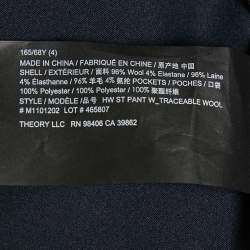 165/68Y (4)
MADE IN CHINA / FABRIQUÉ EN CHINE / 原产地 中国
SHELL / EXTÉRIEUR / 面料 96% Wool 4% Elastane / 96% Laine
4% Élasthanne / 96% 羊毛 4% 氨纶 POCKETS / POCHES / 口袋
100% Polyester / 100% Polyester / 100% 聚酯纤维
STYLE / MODÈLE /品号# HW ST PANT W_TRACEABLE WOOL
# M1101202 LOT # 465807
THEORY LLC RN 98406 CA 39862